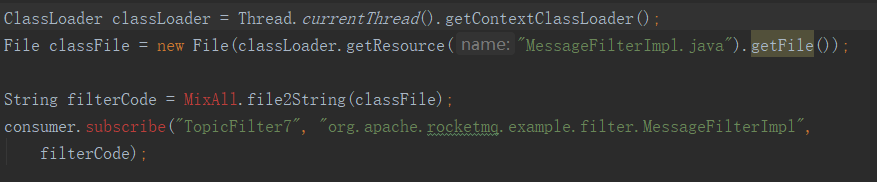 ClassLoader classLoader = Thread.currentThread().getContextClassLoader();
File classFile = new File(classLoader.getResource( name: "MessageFilterImpl.java").getFile());
String filterCode = MixAll.file2String(classFile);
consumer.subscribe("TopicFilter7", "org.apache.rocketmq.example.filter.MessageFilterImpl",
filterCode);